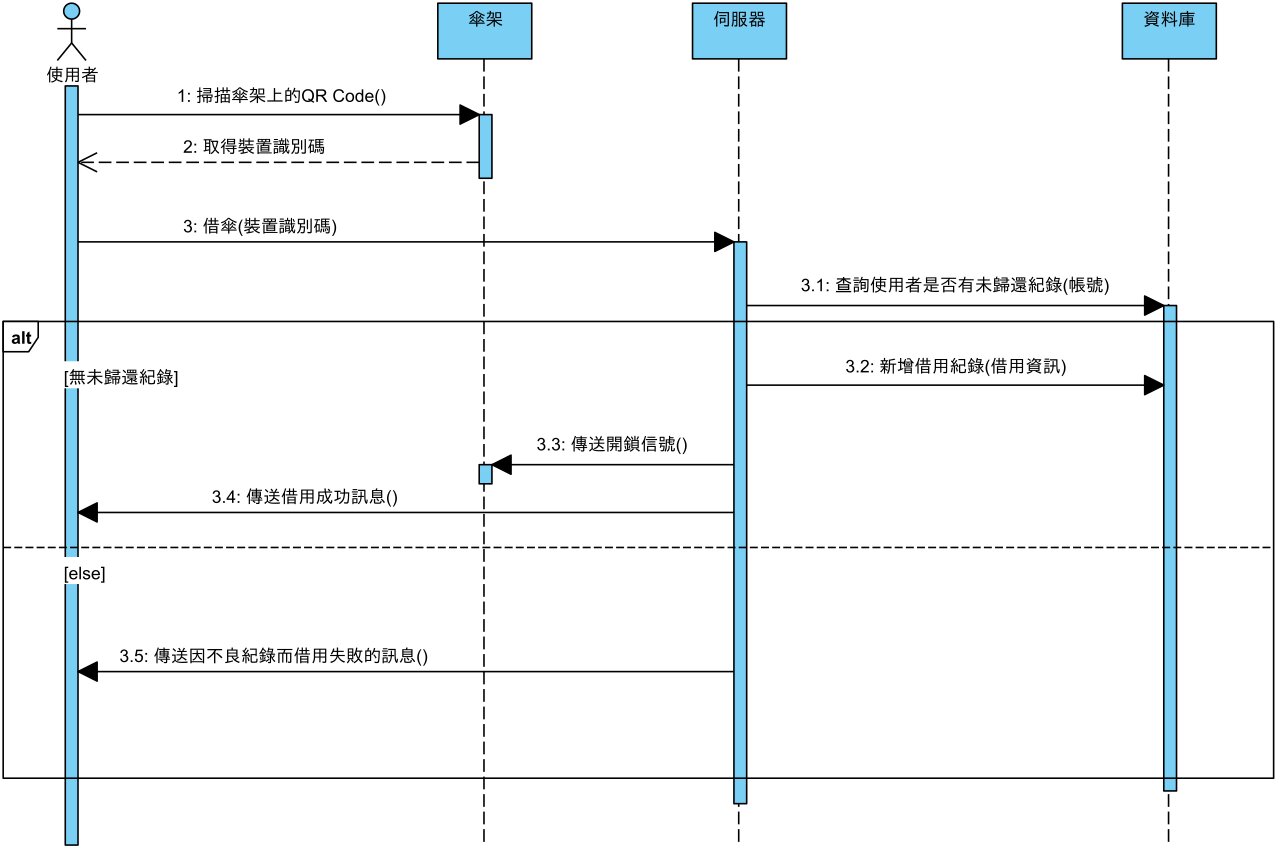 傘架
伺服器
資料庫
使用者
1: 掃描傘架上的QR Code()
2: 取得裝置識別碼
3: 借傘(裝置識別碼)
3.1: 查詢使用者是否有未歸還紀錄(帳號)
alt
[無未歸還紀錄]
3.2: 新增借用紀錄(借用資訊)
3.3: 傳送開鎖信號()
3.4: 傳送借用成功訊息()
[else]
3.5: 傳送因不良紀錄而借用失敗的訊息()